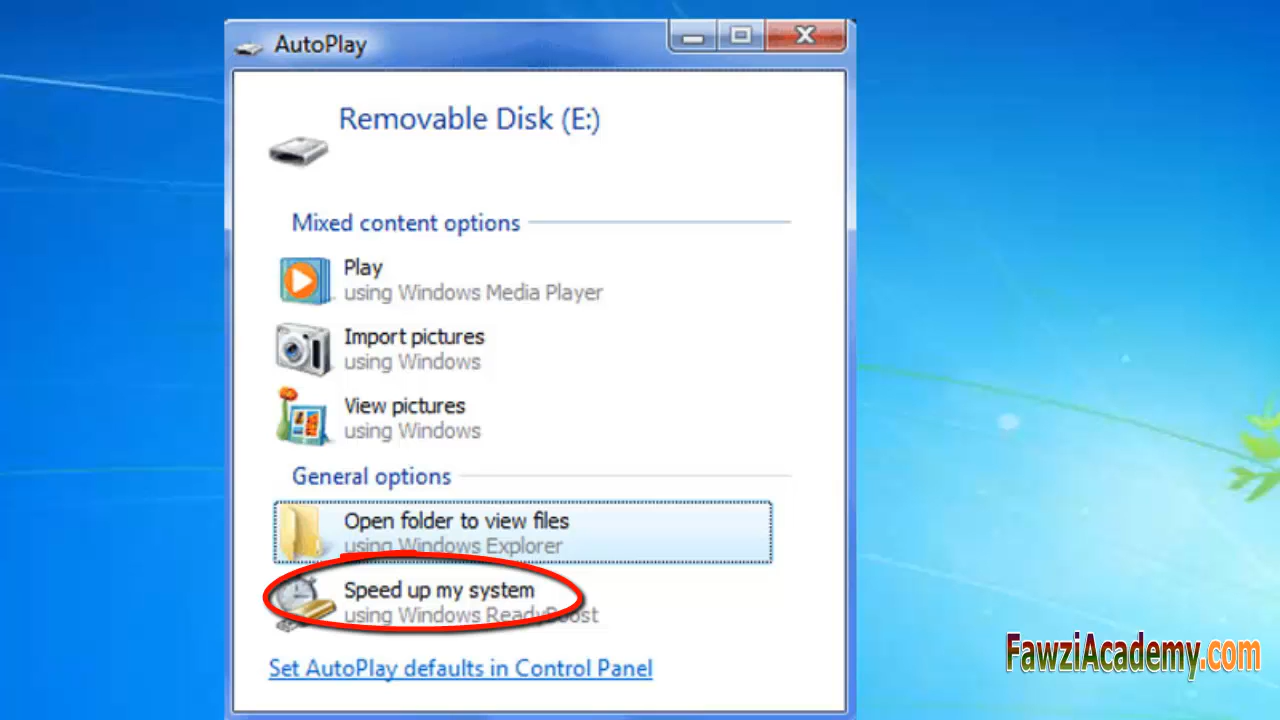 AutoPlay
Removable Disk (E:)
Mixed content options
Play
using Windows Media Player
Import pictures
using Windows
View pictures
using Windows
General options
Open folder to view files
using Windows Explorer
Speed up my system
using Windows ReadyBoost
Set AutoPlay defaults in Control Panel
FawziAcademy.com